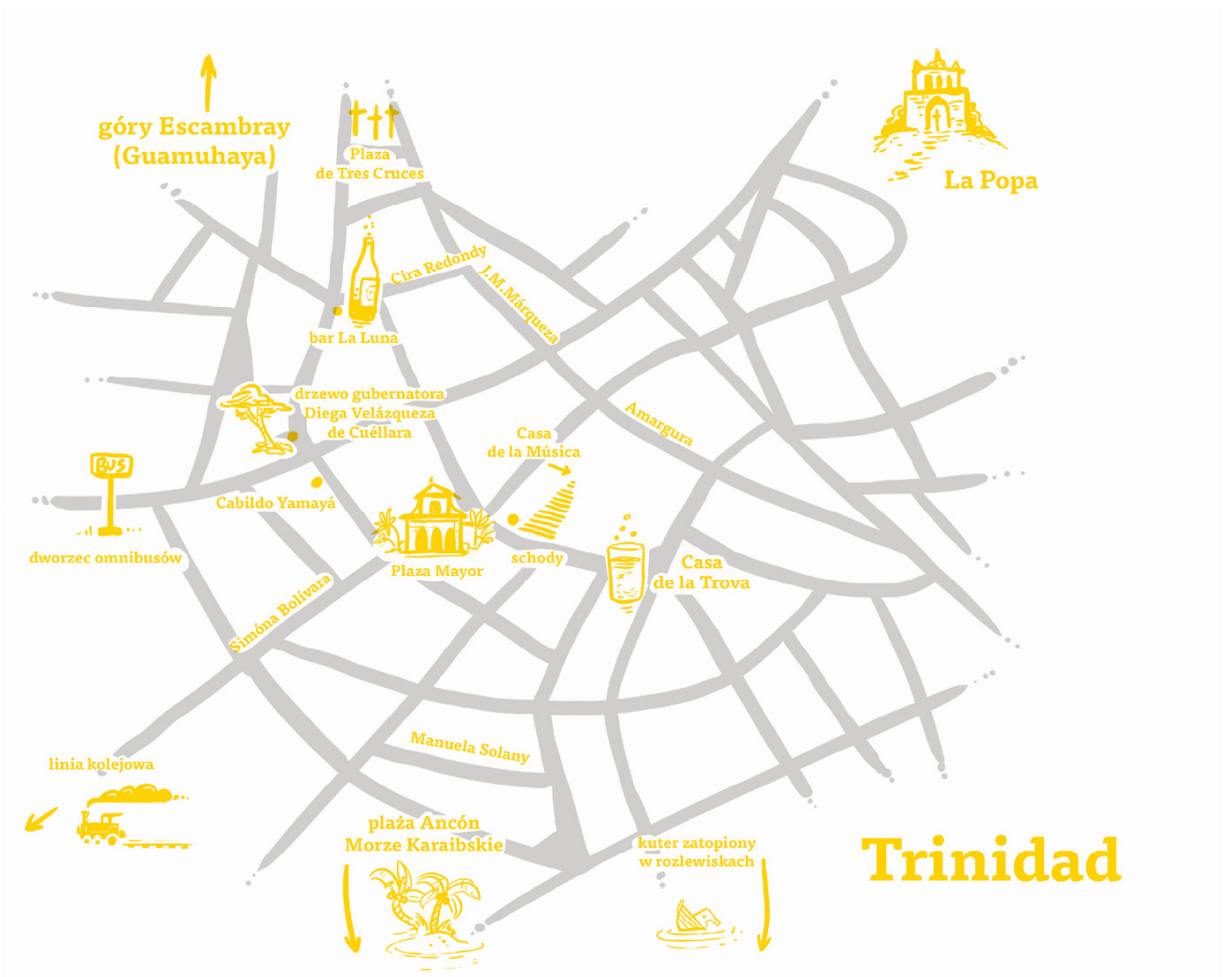 góry Escambray
(Guamuhaya)
Plaza
de Tres Cruces
La Popa
Cira Redondy
J.M.Márqueza
bar La Luna
drzewo gubernatora
Diega Velázqueza
de Cuéllara
Amargura
Casa
de la Música
BUS
Cabildo Yamayá
dworzec omnibusów
Plaza Mayor
schody
Casa
de la Trova
Simóna Bolívara
Manuela Solany
linia kolejowa
plaża Ancón
Morze Karaibskie
kuter zatopiony
w rozlewiskach
Trinidad